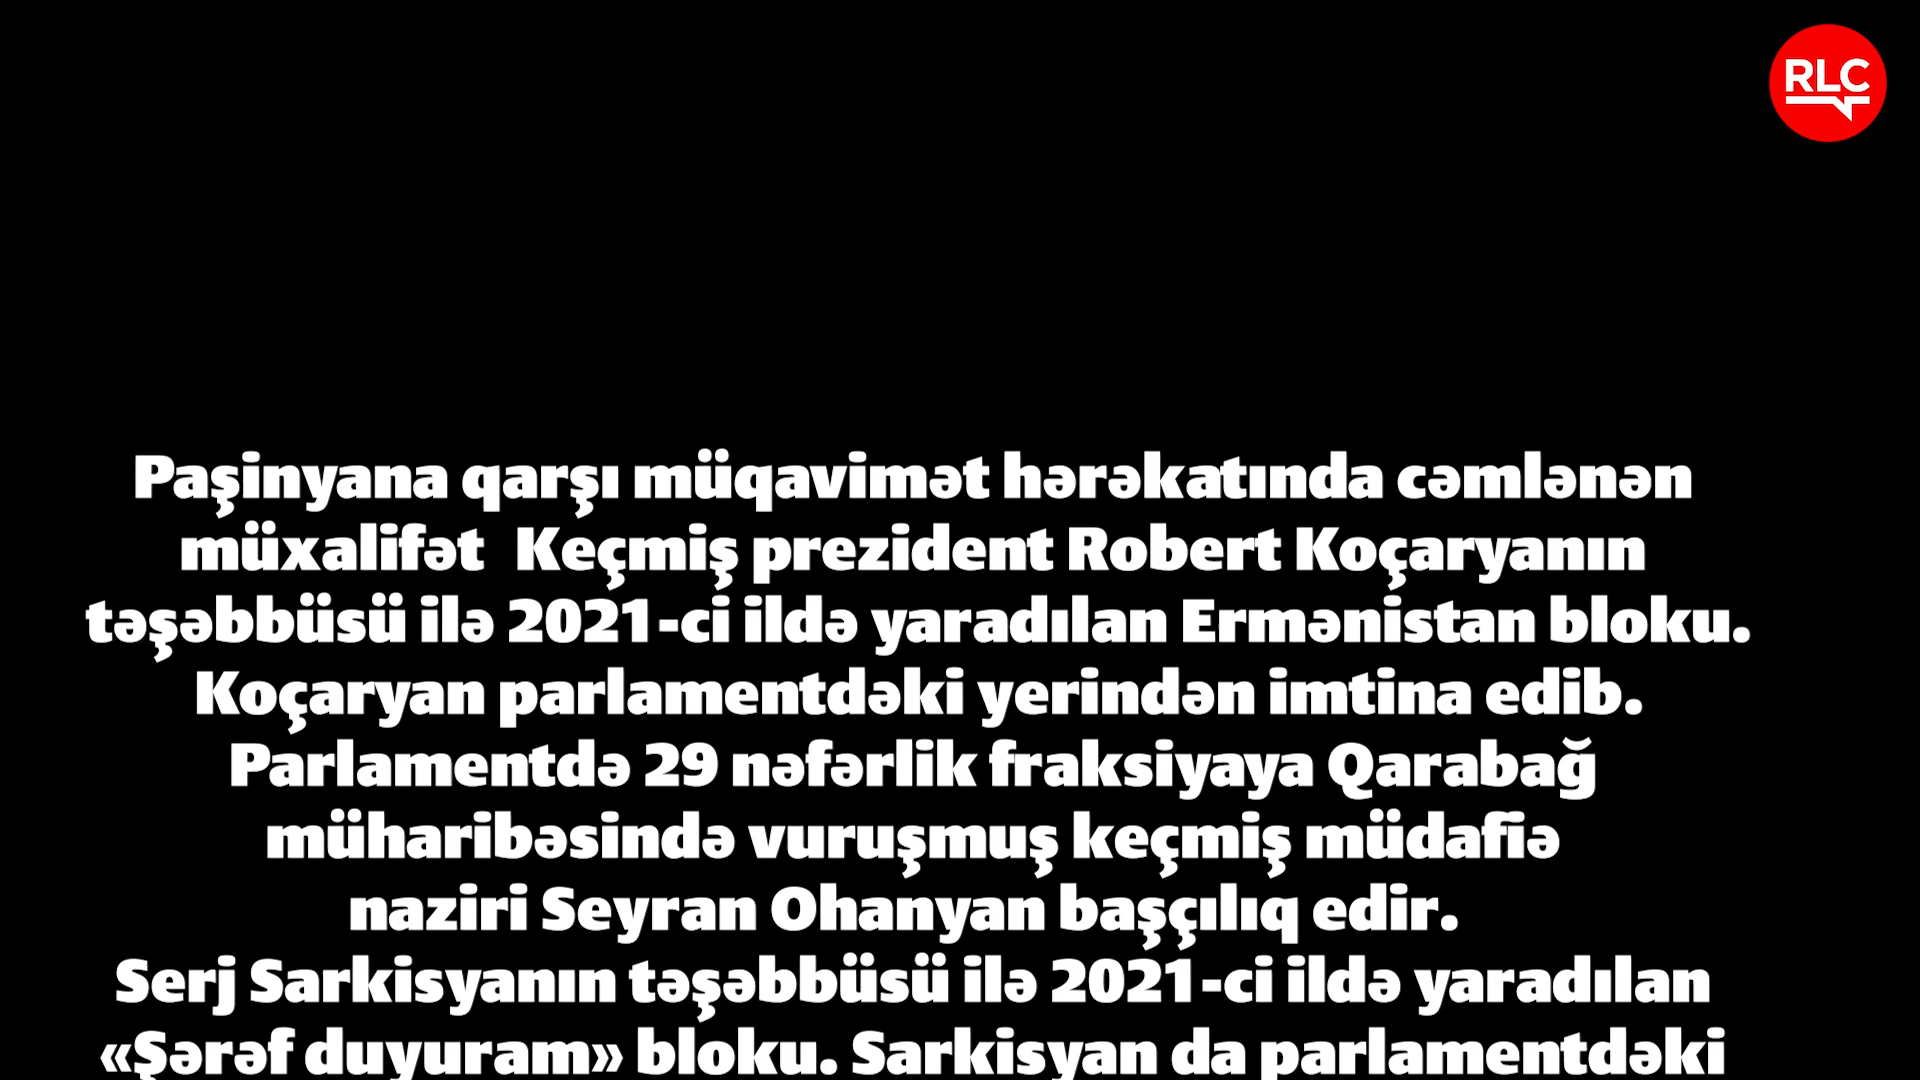 RLC
Paşinyana qarşı müqavimət hərəkatında cəmlənən
müxalifət Keçmiş prezident Robert Koçaryanın
təşəbbüsü ilə 2021-ci ildə yaradılan Ermənistan bloku.
Koçaryan parlamentdəki yerindən imtina edib.
Parlamentdə 29 nəfərlik fraksiyaya Qarabağ
müharibəsində vuruşmuş keçmiş müdafiə
naziri Seyran Ohanyan başçılıq edir.
Serj Sarkisyanın təşəbbüsü ilə 2021-ci ildə yaradılan
«Şərəf duyuram» bloku. Sarkisyan da parlamentdəki